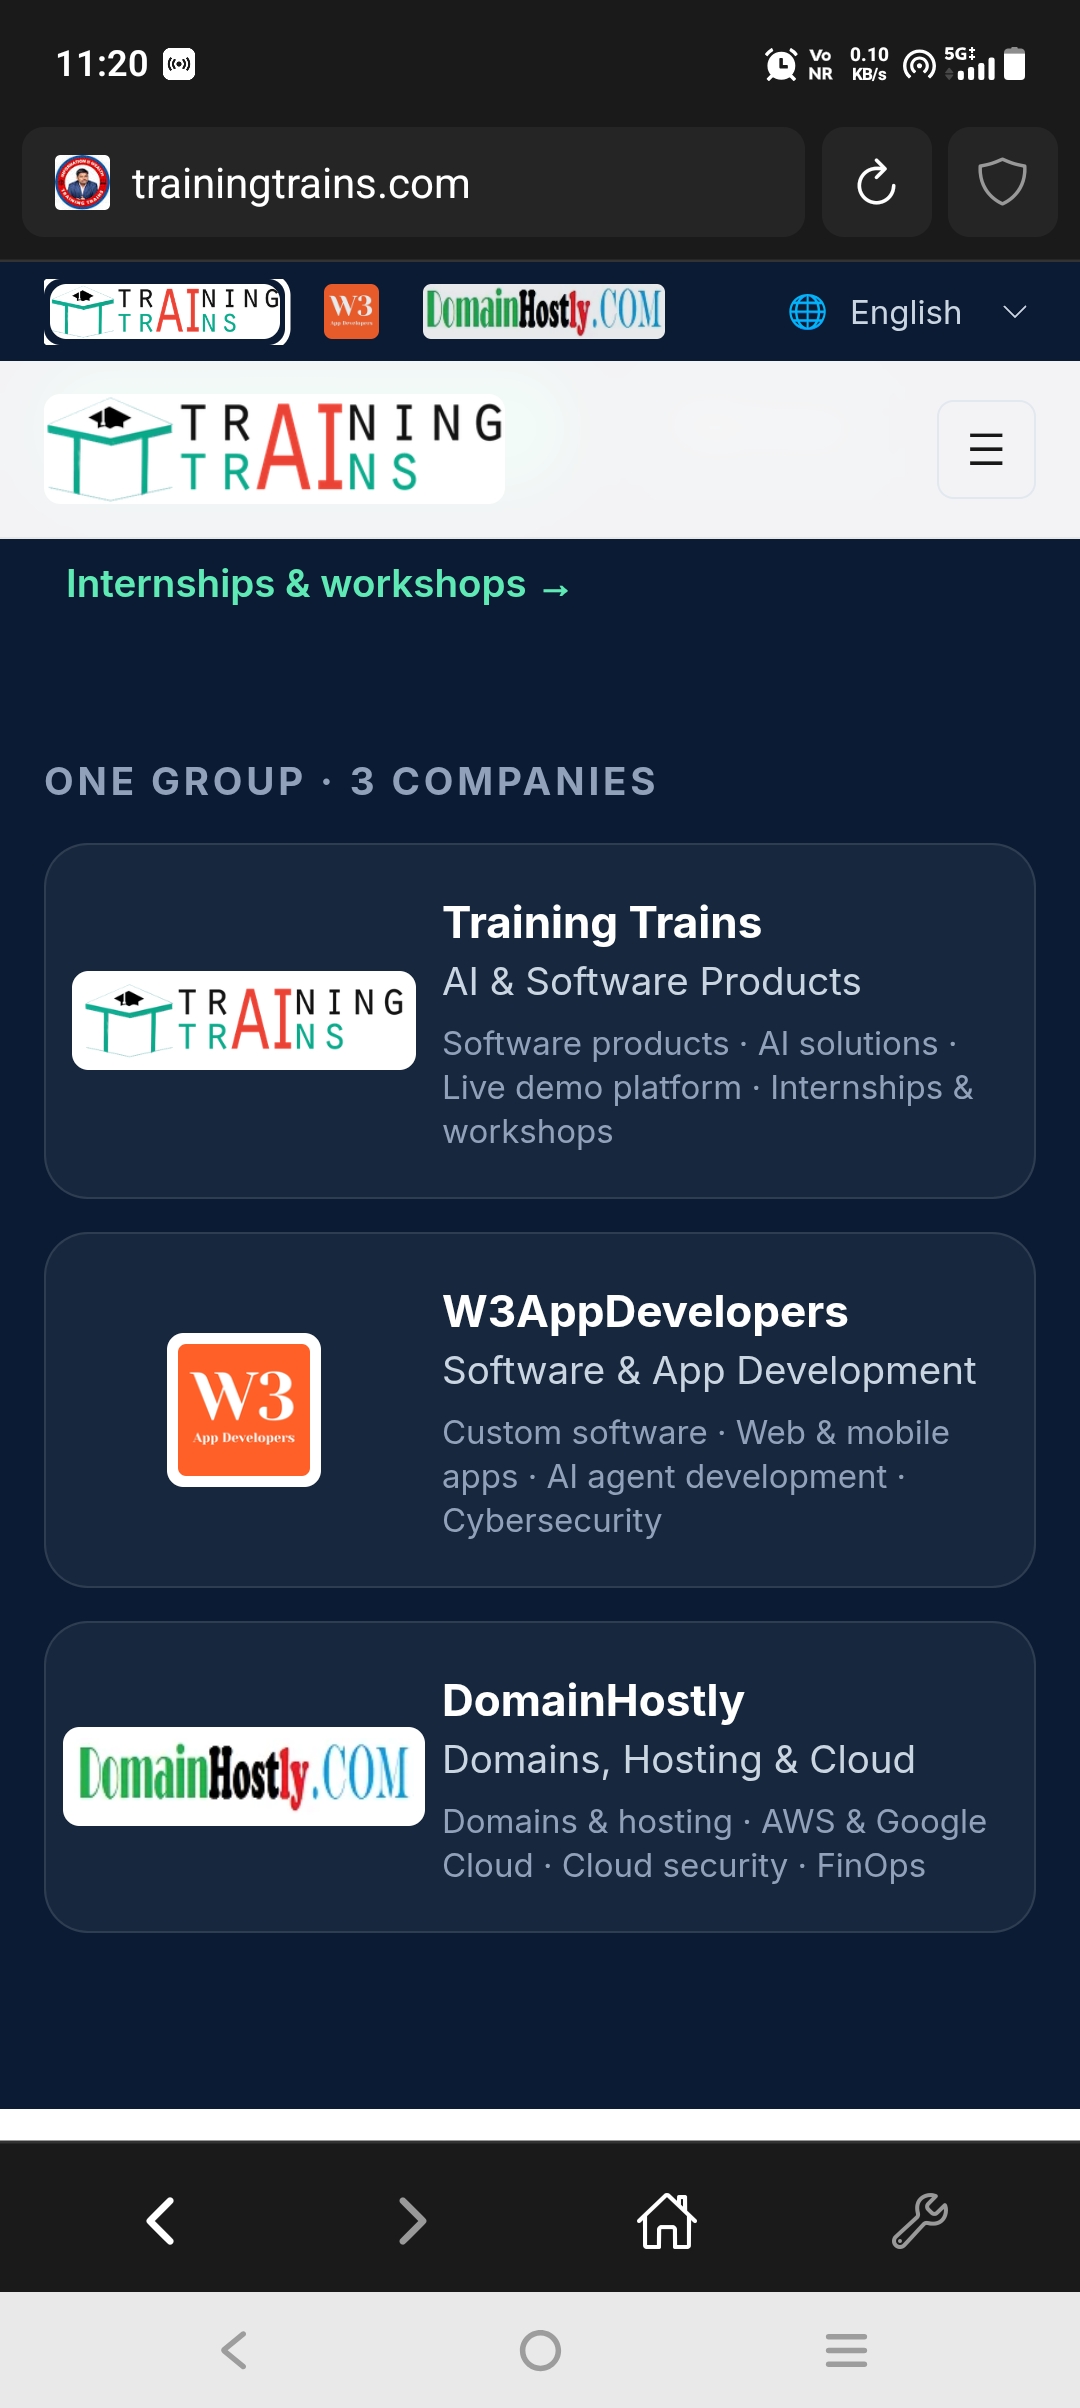 11:20
Vo
NR
0.10
KB/s
5G‡
trainingtrains.com
TRAINING
TRAINS
W3
App Developers
DomainHostly.COM
English
TRAINING
TRAINS
Internships & workshops →
ONE GROUP · 3 COMPANIES
TRAINING
TRAINS
Training Trains
AI & Software Products
Software products · AI solutions ·
Live demo platform · Internships &
workshops
W3
App Developers
W3AppDevelopers
Software & App Development
Custom software · Web & mobile
apps · AI agent development ·
Cybersecurity
DomainHostly.COM
DomainHostly
Domains, Hosting & Cloud
Domains & hosting · AWS & Google
Cloud · Cloud security · FinOps